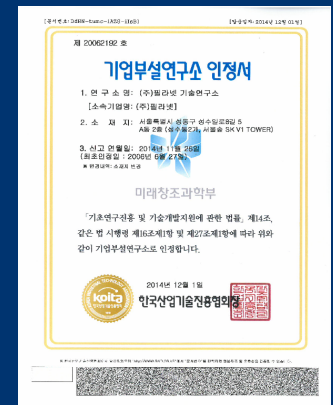 제 20062192 호
기업부설연구소 인정서
1. 연 구 소 명: (주)필라넷 기술연구소
[소속기업명: (주)필라넷]
2. 소 재 지: 서울특별시 성동구 성수일로8길 5
A동 2층 (성수동2가, 서울숲 SK V1 TOWER)
3. 신고 연월일: 2014년 11월 26일
(최초인정일 : 2006년 6월 27일)
미래창조과학부
「기초연구진흥 및 기술개발지원에 관한 법률」 제14조,
같은 법 시행령 제16조제1항 및 제27조제1항에 따라 위와
같이 기업부설연구소로 인정합니다.
2014년 12월 1일
koita
한국산업기술진흥협회장